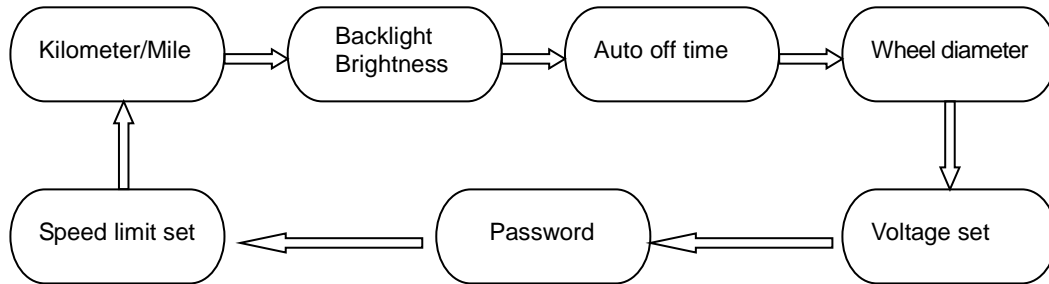 Kilometer/Mile
Backlight
Brightness
Auto off time
Wheel diameter
Speed limit set
Password
Voltage set